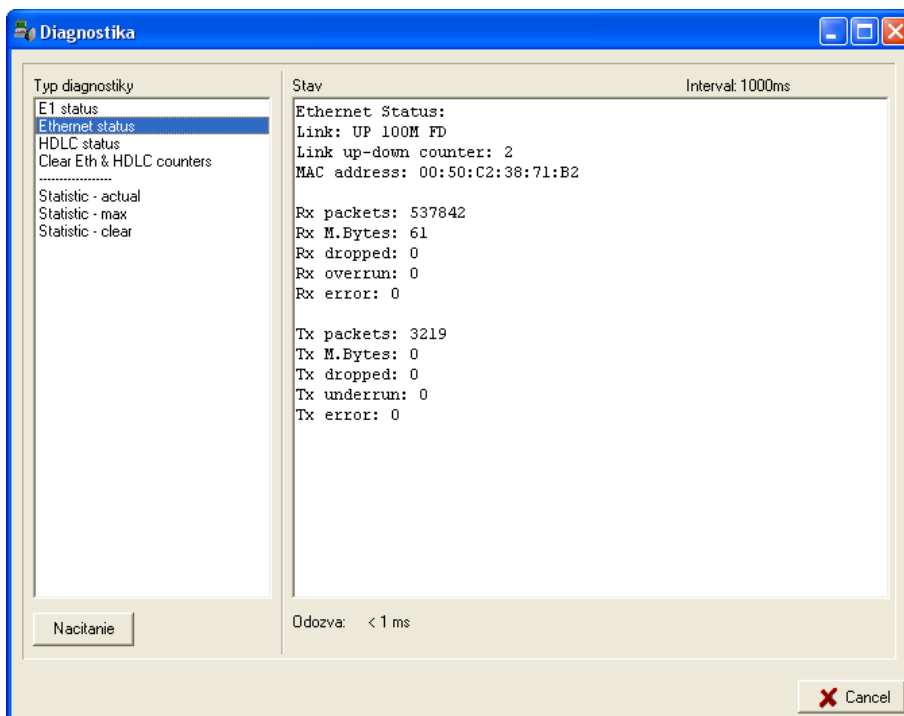 Diagnostika
Typ diagnostiky
E1 status
Ethernet status
HDLC status
Clear Eth & HDLC counters
------------------
Statistic - actual
Statistic - max
Statistic - clear
Nacitanie
Stav
Interval: 1000ms
Ethernet Status:
Link: UP 100M FD
Link up-down counter: 2
MAC address: 00:50:C2:38:71:B2
Rx packets: 537842
Rx M.Bytes: 61
Rx dropped: 0
Rx overrun: 0
Rx error: 0
Tx packets: 3219
Tx M.Bytes: 0
Tx dropped: 0
Tx underrun: 0
Tx error: 0
Odozva: < 1 ms
Cancel